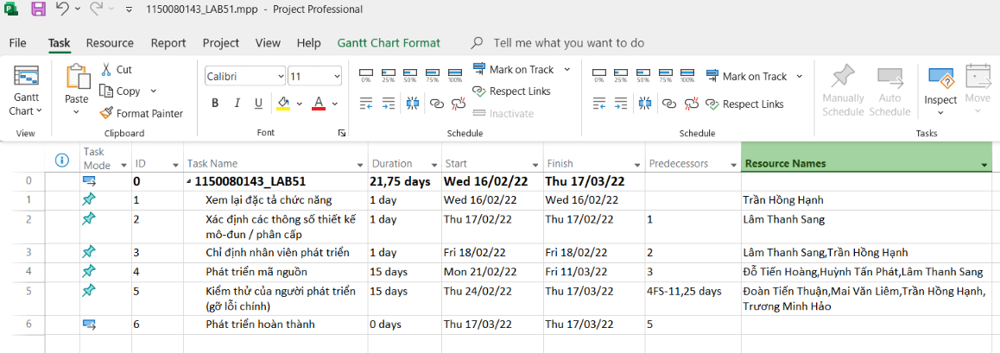 1150080143_LAB51.mpp - Project Professional
File Task Resource Report Project View Help Gantt Chart Format Tell me what you want to do
Gantt Chart
View
Paste
Cut
Copy
Format Painter
Clipboard
Calibri 11
B I U A
Font
0% 25% 50% 75% 100%
Mark on Track
Respect Links
Inactivate
Schedule
0% 25% 50% 75% 100%
Mark on Track
Respect Links
Schedule
Manually Schedule
Auto Schedule
Inspect
Move
Tasks
Task Mode ID Task Name Duration Start Finish Predecessors Resource Names
0 0 1150080143_LAB51 21,75 days Wed 16/02/22 Thu 17/03/22
1 1 Xem lại đặc tả chức năng 1 day Wed 16/02/22 Wed 16/02/22 Trần Hồng Hạnh
2 2 Xác định các thông số thiết kế 1 day Thu 17/02/22 Thu 17/02/22 1 Lâm Thanh Sang
mô-đun / phân cấp
3 3 Chỉ định nhân viên phát triển 1 day Fri 18/02/22 Fri 18/02/22 2 Lâm Thanh Sang,Trần Hồng Hạnh
4 4 Phát triển mã nguồn 15 days Mon 21/02/22 Fri 11/03/22 3 Đỗ Tiến Hoàng,Huỳnh Tấn Phát,Lâm Thanh Sang
5 5 Kiểm thử của người phát triển 15 days Thu 24/02/22 Thu 17/03/22 4FS-11,25 days Đoàn Tiến Thuận,Mai Văn Liêm,Trần Hồng Hạnh,
(gỡ lỗi chính) Trương Minh Hảo
6 6 Phát triển hoàn thành 0 days Thu 17/03/22 Thu 17/03/22 5